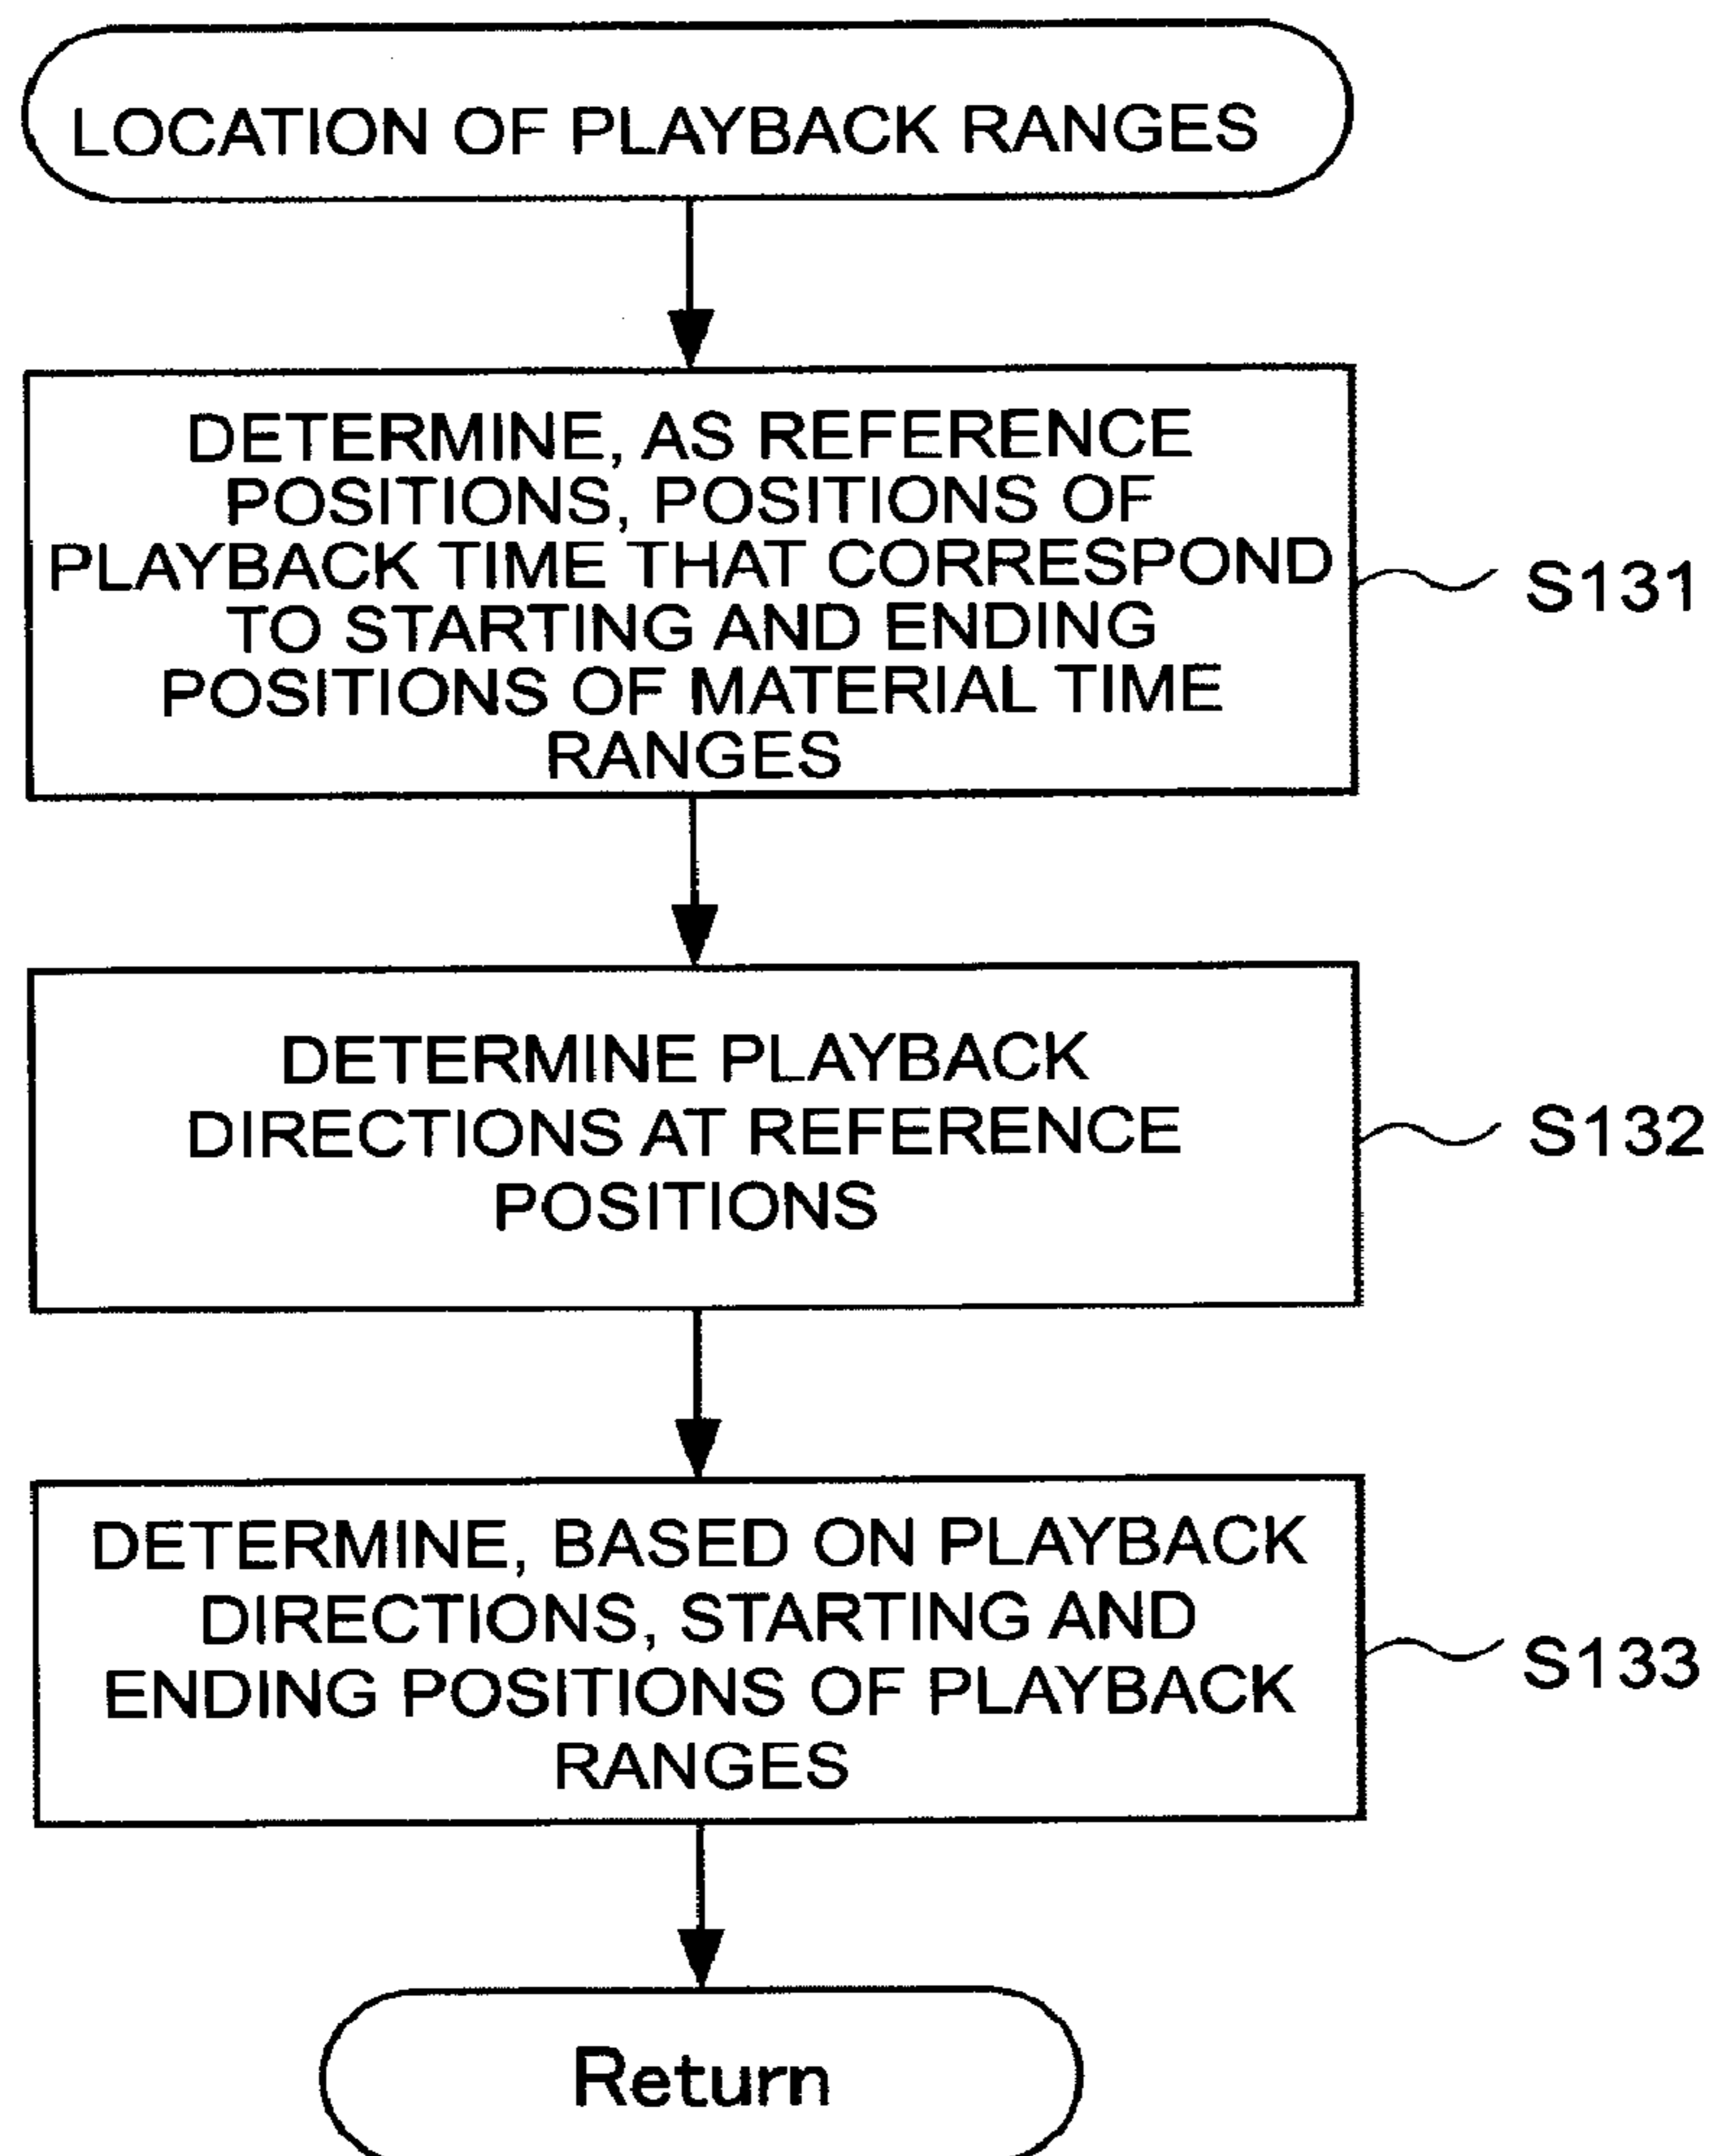 LOCATION OF PLAYBACK RANGES
DETERMINE, AS REFERENCE
POSITIONS, POSITIONS OF
PLAYBACK TIME THAT CORRESPOND
TO STARTING AND ENDING
POSITIONS OF MATERIAL TIME
RANGES
S131
DETERMINE PLAYBACK
DIRECTIONS AT REFERENCE
POSITIONS
S132
DETERMINE, BASED ON PLAYBACK
DIRECTIONS, STARTING AND
ENDING POSITIONS OF PLAYBACK
RANGES
S133
Return